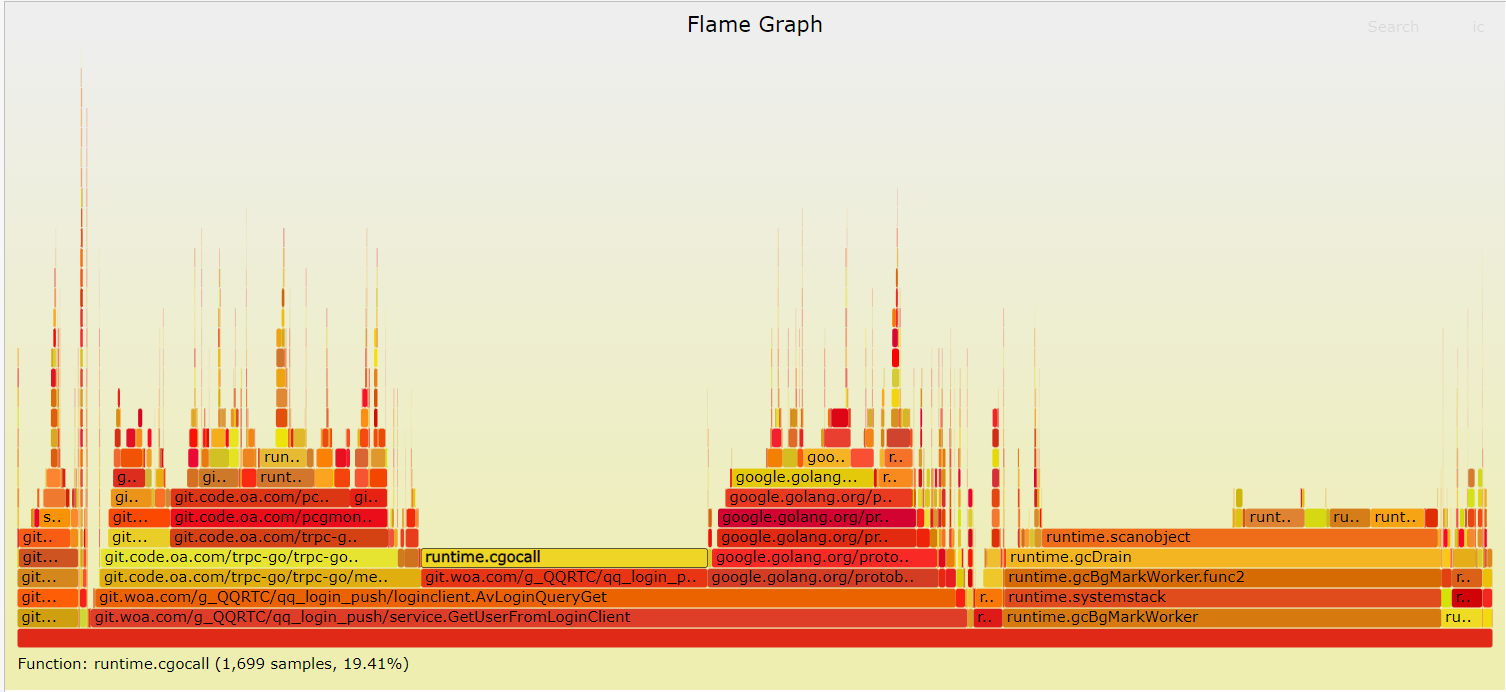 Flame Graph
Search
ic
run..
goo..
r..
g..
gi..
runt..
google.golang...
r..
gi..
git.code.oa.com/pc..
gi..
google.golang.org/p..
s..
git...
git.code.oa.com/pcgmon..
google.golang.org/pr..
runt..
ru..
runt..
git..
git...
git.code.oa.com/trpc-g..
google.golang.org/pr..
runtime.scanobject
git...
git.code.oa.com/trpc-go/trpc-go..
runtime.cgocall
google.golang.org/proto..
runtime.gcDrain
git...
git.code.oa.com/trpc-go/trpc-go/me..
git.woa.com/g_QQRTC/qq_login_p..
google.golang.org/protob..
runtime.gcBgMarkWorker.func2
r..
git...
git.woa.com/g_QQRTC/qq_login_push/loginclient.AvLoginQueryGet
r..
runtime.systemstack
r..
git...
git.woa.com/g_QQRTC/qq_login_push/service.GetUserFromLoginClient
r..
runtime.gcBgMarkWorker
ru..
Function: runtime.cgocall (1,699 samples, 19.41%)